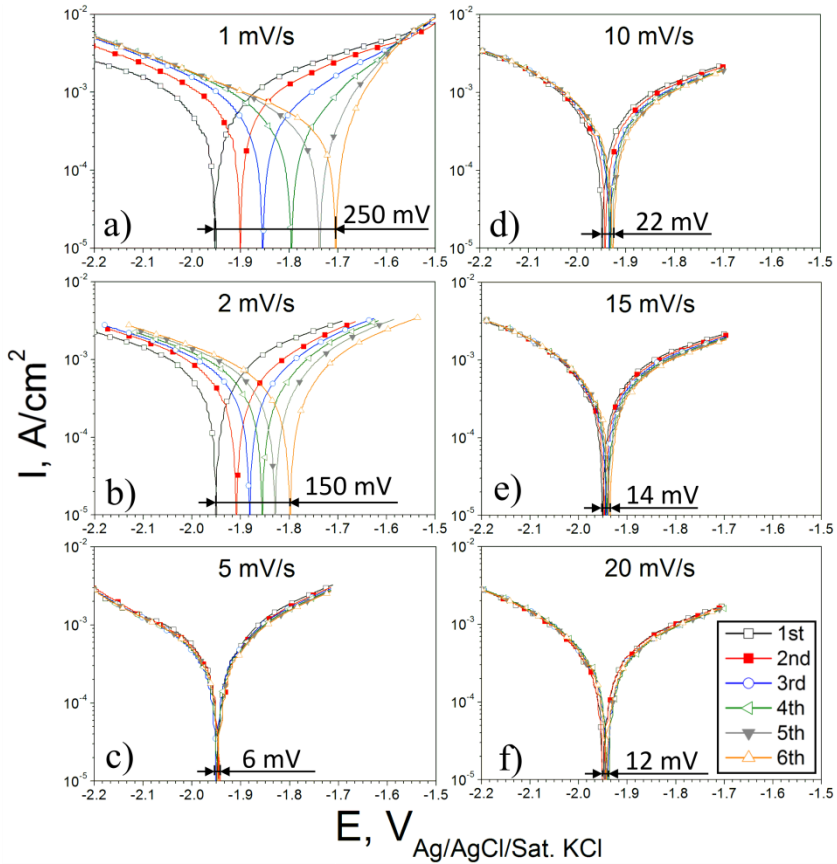 1 mV/s
10⁻²
10⁻³
10⁻⁴
10⁻⁵
a)
250 mV
-2.2 -2.1 -2.0 -1.9 -1.8 -1.7 -1.6 -1.5
10 mV/s
10⁻²
10⁻³
10⁻⁴
10⁻⁵
d)
22 mV
-2.2 -2.1 -2.0 -1.9 -1.8 -1.7 -1.6 -1.5
I, A/cm²
2 mV/s
10⁻²
10⁻³
10⁻⁴
10⁻⁵
b)
150 mV
-2.2 -2.1 -2.0 -1.9 -1.8 -1.7 -1.6 -1.5
15 mV/s
10⁻²
10⁻³
10⁻⁴
10⁻⁵
e)
14 mV
-2.2 -2.1 -2.0 -1.9 -1.8 -1.7 -1.6 -1.5
5 mV/s
10⁻²
10⁻³
10⁻⁴
10⁻⁵
c)
6 mV
-2.2 -2.1 -2.0 -1.9 -1.8 -1.7 -1.6 -1.5
20 mV/s
10⁻²
10⁻³
10⁻⁴
10⁻⁵
f)
12 mV
1st
2nd
3rd
4th
5th
6th
-2.2 -2.1 -2.0 -1.9 -1.8 -1.7 -1.6 -1.5
E, V Ag/AgCl/Sat. KCl